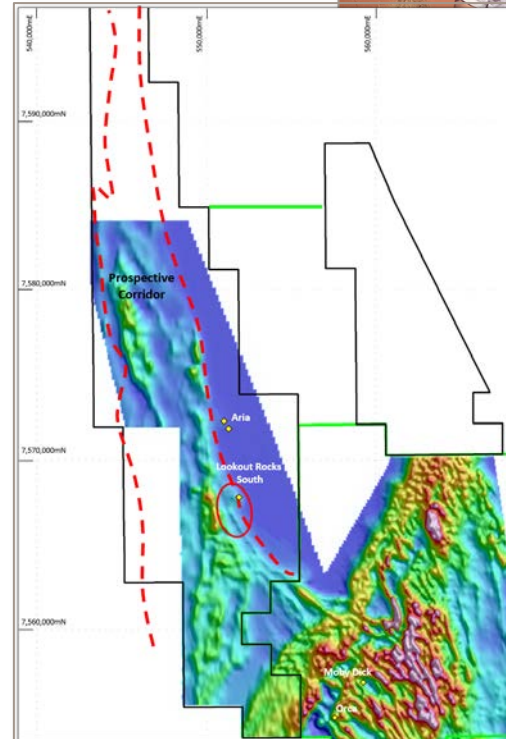 540,000mE
550,000mE
560,000mE
7,590,000mN
7,580,000mN
Prospective
Corridor
Aria
7,570,000mN
Lookout Rocks
South
7,560,000mN
Moby Dick
Orca